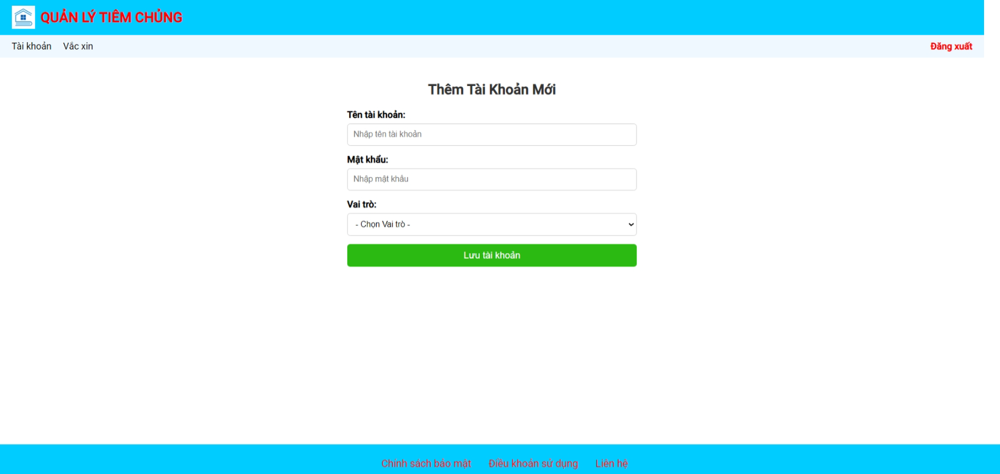 QUẢN LÝ TIÊM CHỦNG
Tài khoản Vắc xin Đăng xuất
Thêm Tài Khoản Mới
Tên tài khoản:
Nhập tên tài khoản
Mật khẩu:
Nhập mật khẩu
Vai trò:
- Chọn Vai trò -
Lưu tài khoản
Chính sách bảo mật Điều khoản sử dụng Liên hệ